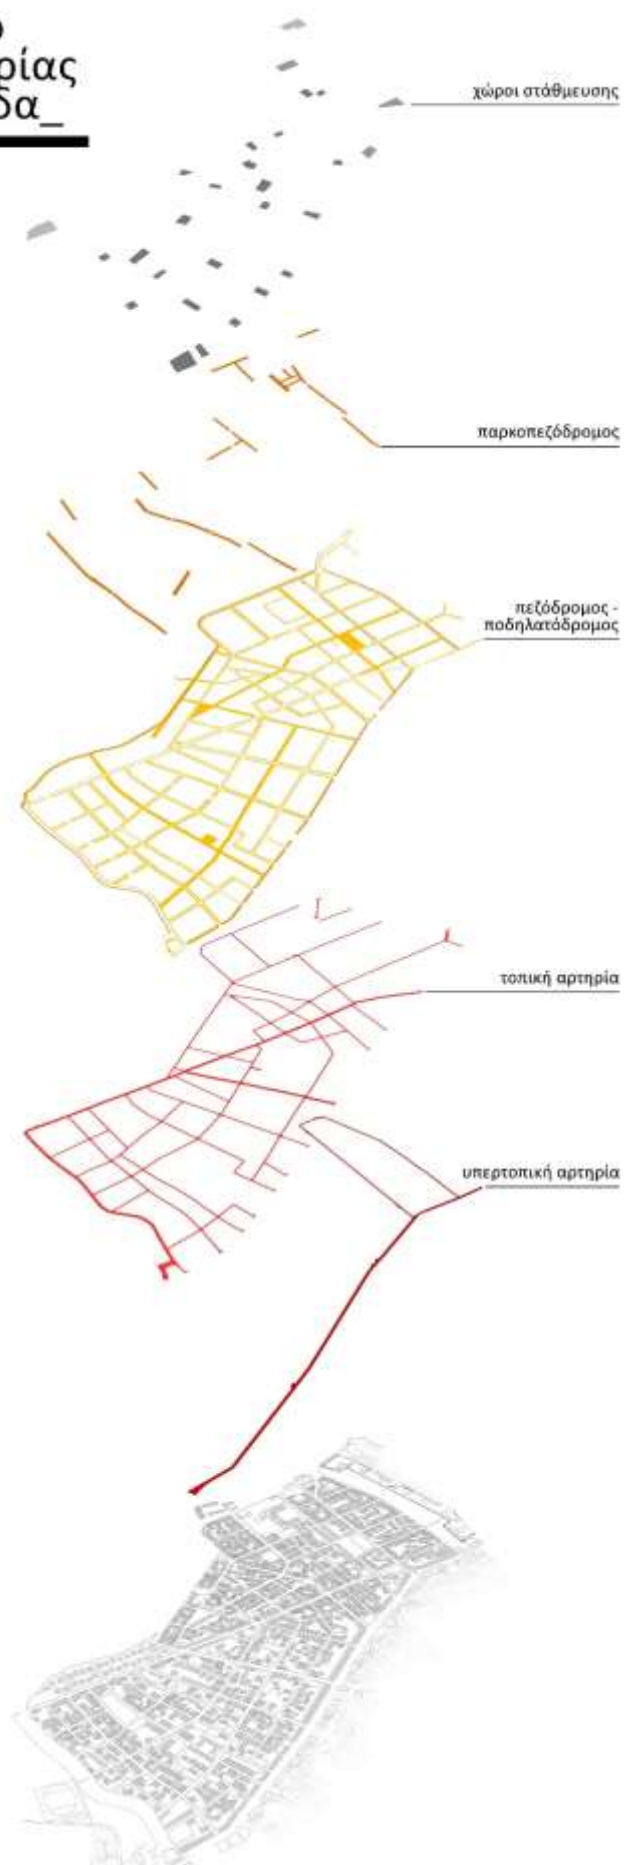 ρίας
δα_
χώροι στάθμευσης
παρκοπεζόδρομος
πεζόδρομος -
ποδηλατόδρομος
τοπική αρτηρία
υπερτοπική αρτηρία